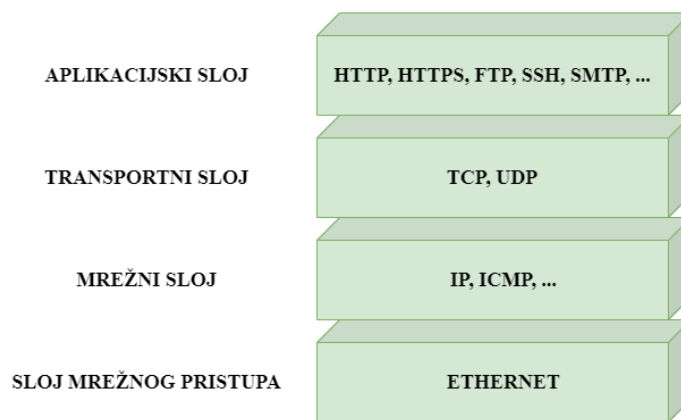 APLIKACIJSKI SLOJ
HTTP, HTTPS, FTP, SSH, SMTP, ...
TRANSPORTNI SLOJ
TCP, UDP
MREŽNI SLOJ
IP, ICMP, ...
SLOJ MREŽNOG PRISTUPA
ETHERNET